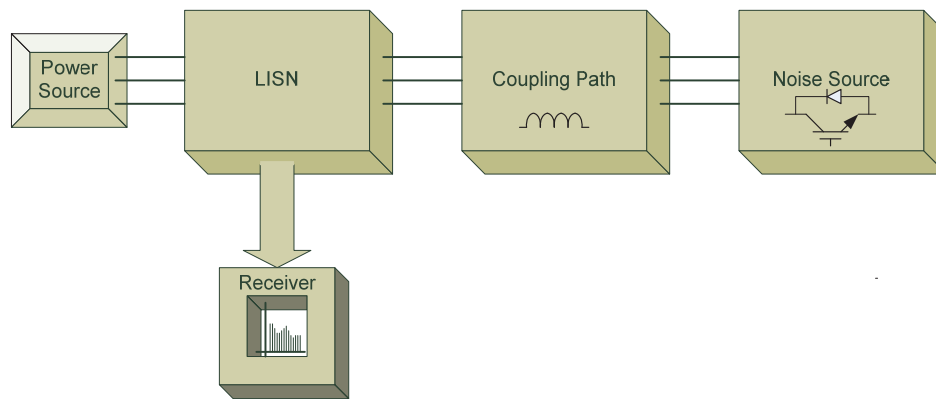 Power
Source
LISN
Coupling Path
Noise Source
Receiver